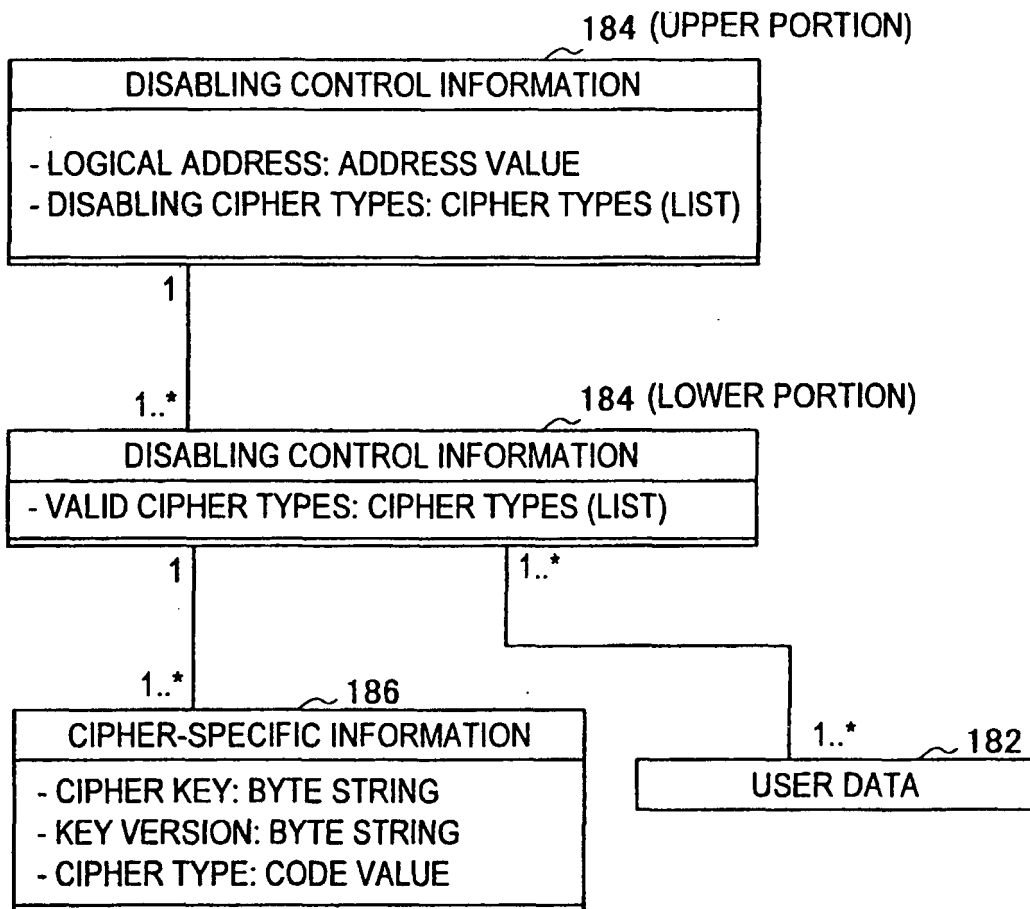 184 (UPPER PORTION)
DISABLING CONTROL INFORMATION
- LOGICAL ADDRESS: ADDRESS VALUE
- DISABLING CIPHER TYPES: CIPHER TYPES (LIST)
1
1..*
184 (LOWER PORTION)
DISABLING CONTROL INFORMATION
- VALID CIPHER TYPES: CIPHER TYPES (LIST)
1
1..*
1..*
186
CIPHER-SPECIFIC INFORMATION
- CIPHER KEY: BYTE STRING
- KEY VERSION: BYTE STRING
- CIPHER TYPE: CODE VALUE
1..*
182
USER DATA